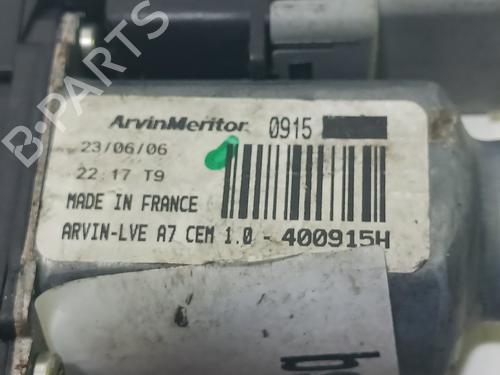 B-PARTS
ArvinMeritor 0915
23/06/06
22:17 T9
MADE IN FRANCE
ARVIN-LVE A7 CEM 1.0 - 400915H